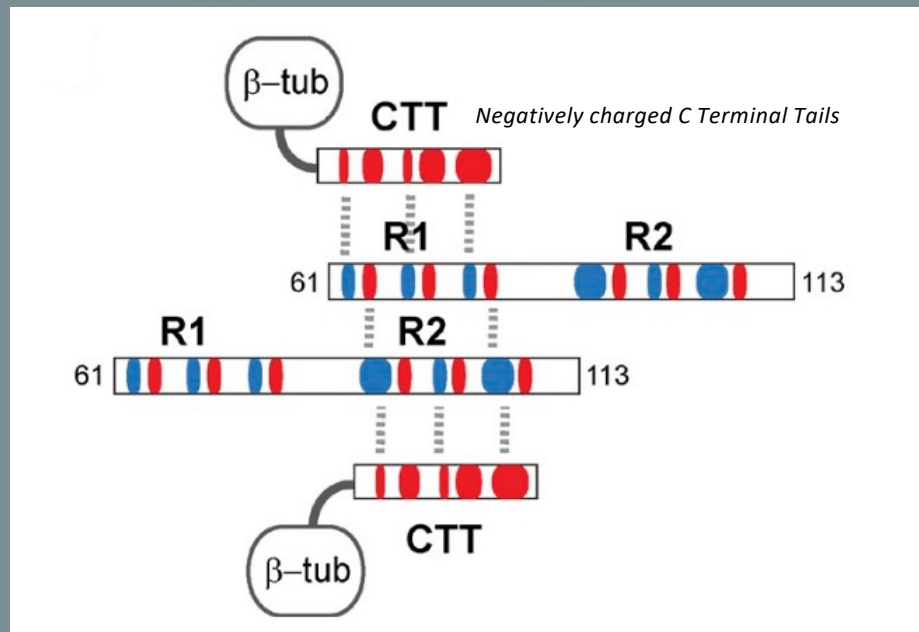 β–tub
CTT Negatively charged C Terminal Tails
R1 R2
61 113
R1 R2
61 113
CTT
β–tub